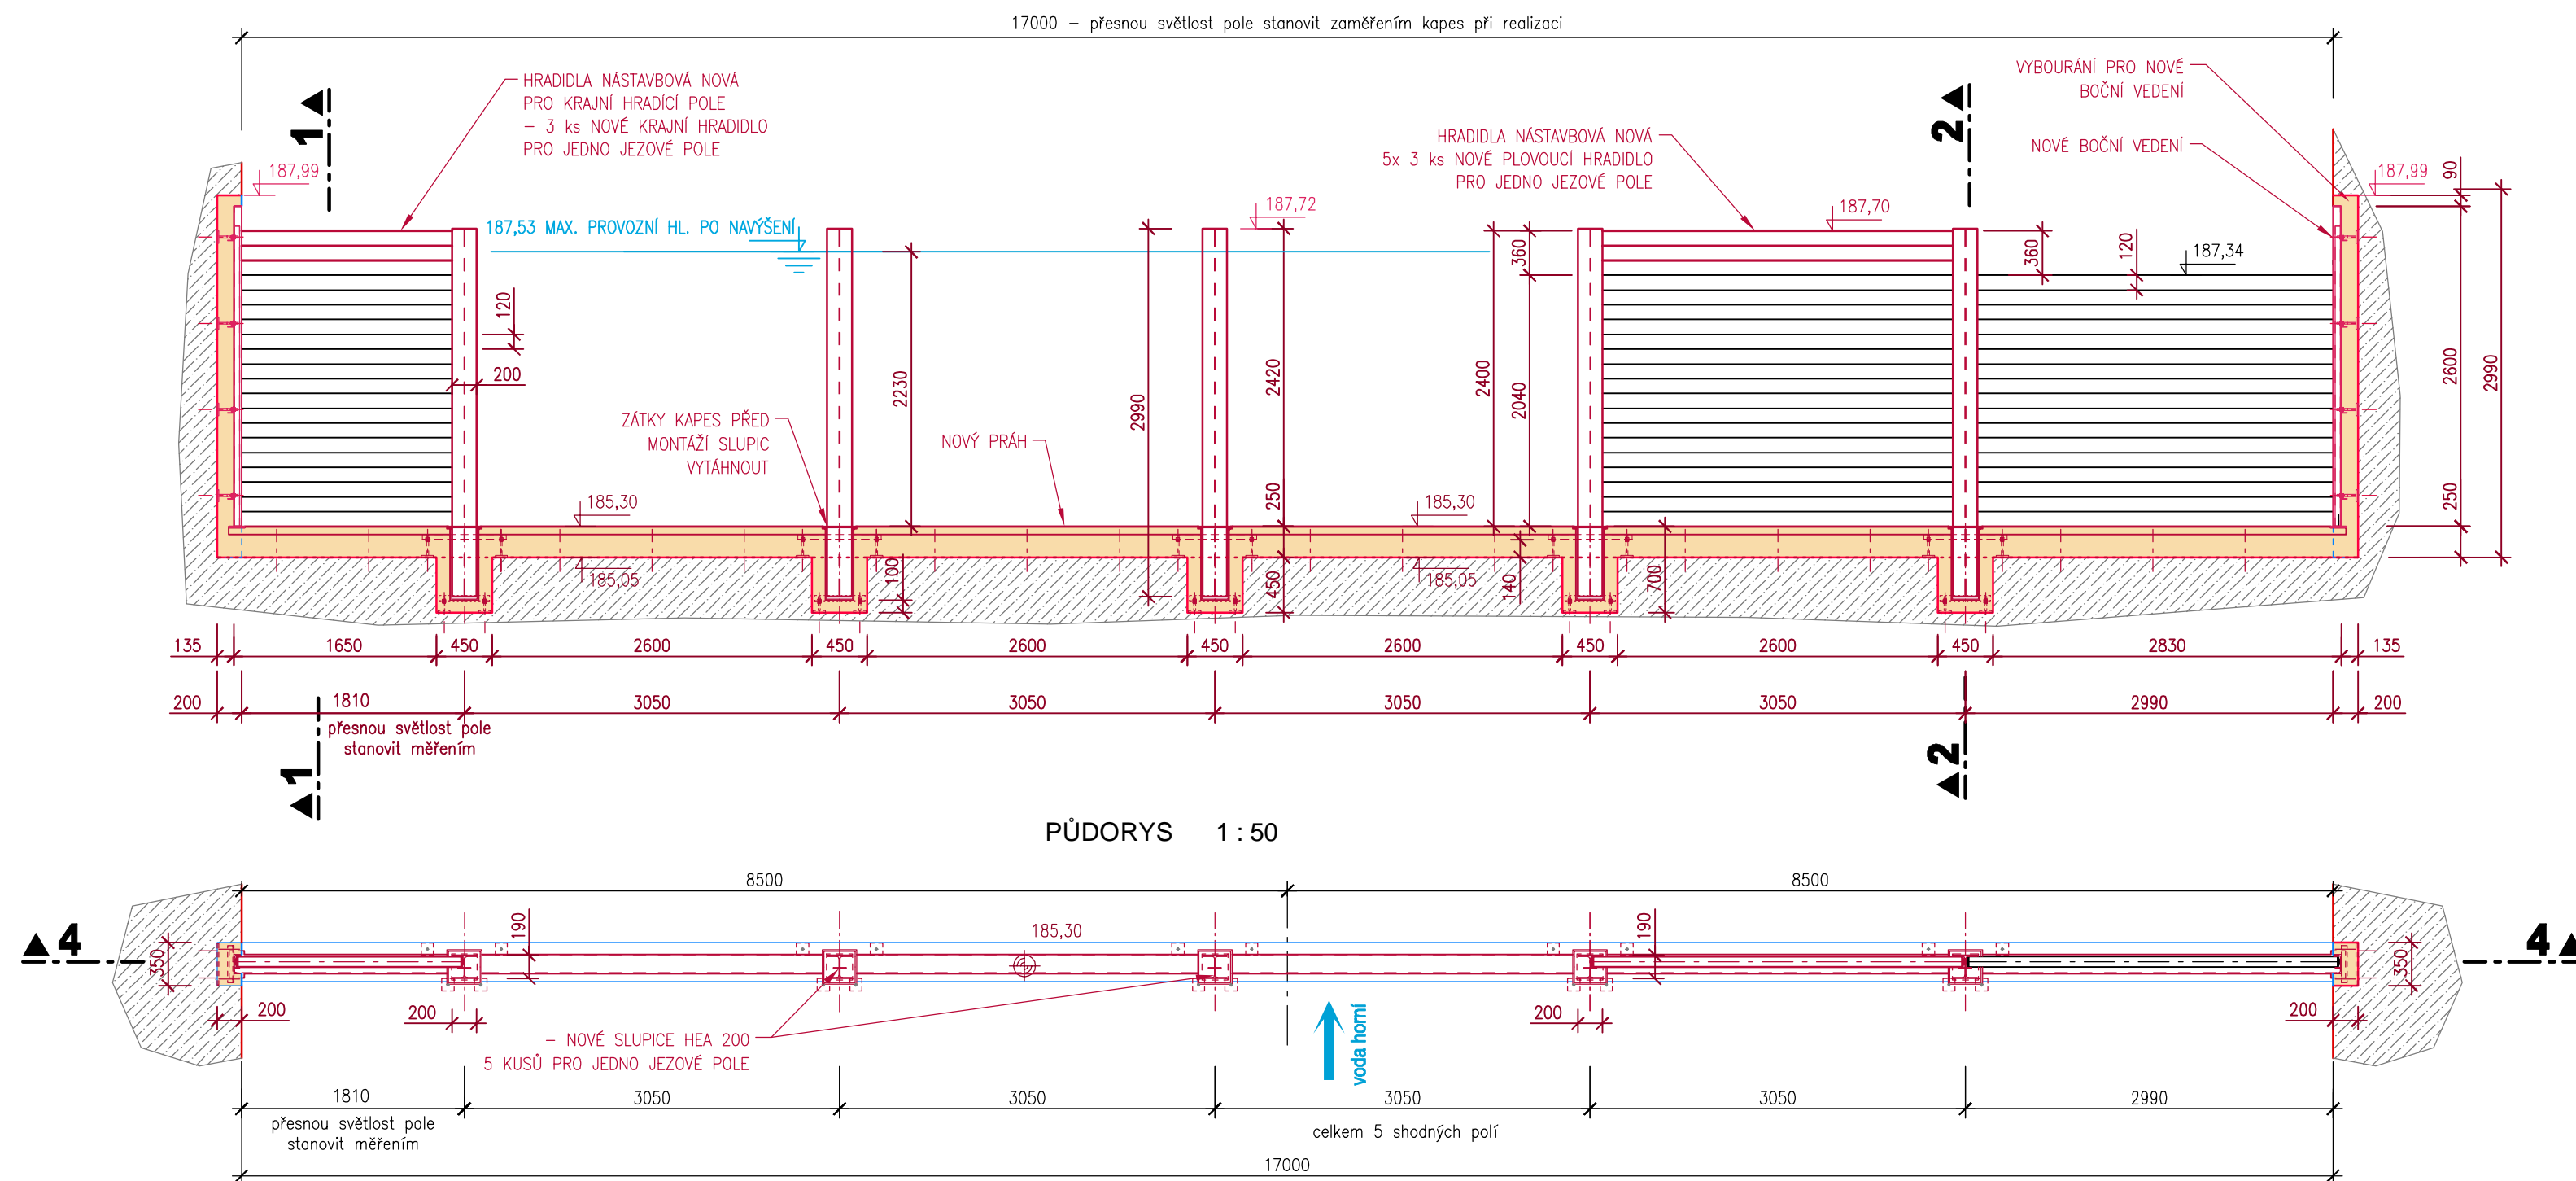 17000 – přesnou světlost pole stanovit zaměřením kapes při realizaci
HRADIDLA NÁSTAVBOVÁ NOVÁ
PRO KRAJNÍ HRADÍCÍ POLE
– 3 ks NOVÉ KRAJNÍ HRADIDLO
PRO JEDNO JEZOVÉ POLE
VYBOURÁNÍ PRO NOVÉ
BOČNÍ VEDENÍ
NOVÉ BOČNÍ VEDENÍ
HRADIDLA NÁSTAVBOVÁ NOVÁ
5x 3 ks NOVÉ PLOVOUCÍ HRADIDLO
PRO JEDNO JEZOVÉ POLE
1
2
187,99
187,99
90
187,53 MAX. PROVOZNÍ HL. PO NAVÝŠENÍ
187,72
187,70
187,34
360
360
120
120
200
2230
2990
2420
2400
2040
2600
2990
ZÁTKY KAPES PŘED
MONTÁŽÍ SLUPIC
VYTÁHNOUT
NOVÝ PRÁH
250
250
185,30
185,30
185,05
185,05
100
450
140
700
135
1650
450
2600
450
2600
450
2600
450
2600
450
2830
135
200
1810
3050
3050
3050
3050
2990
200
přesnou světlost pole
stanovit měřením
1
2
PŮDORYS 1 : 50
8500
8500
4
4
350
190
185,30
190
350
200
200
200
200
– NOVÉ SLUPICE HEA 200
5 KUSŮ PRO JEDNO JEZOVÉ POLE
voda horní
1810
3050
3050
3050
3050
2990
přesnou světlost pole
stanovit měřením
celkem 5 shodných polí
17000